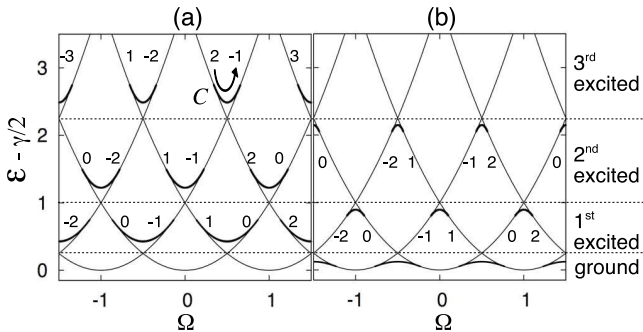 (a) (b)
-3 1 -2 2 -1 3
C
3rd excited
3
0 -2 1 -1 2 0
0 -2 1 -1 2 0
2nd excited
2
ε - γ/2
1
-2 0 -1 1 0 2
-2 0 -1 1 0 2
1st excited
0
ground
-1 0 1 -1 0 1
Ω Ω